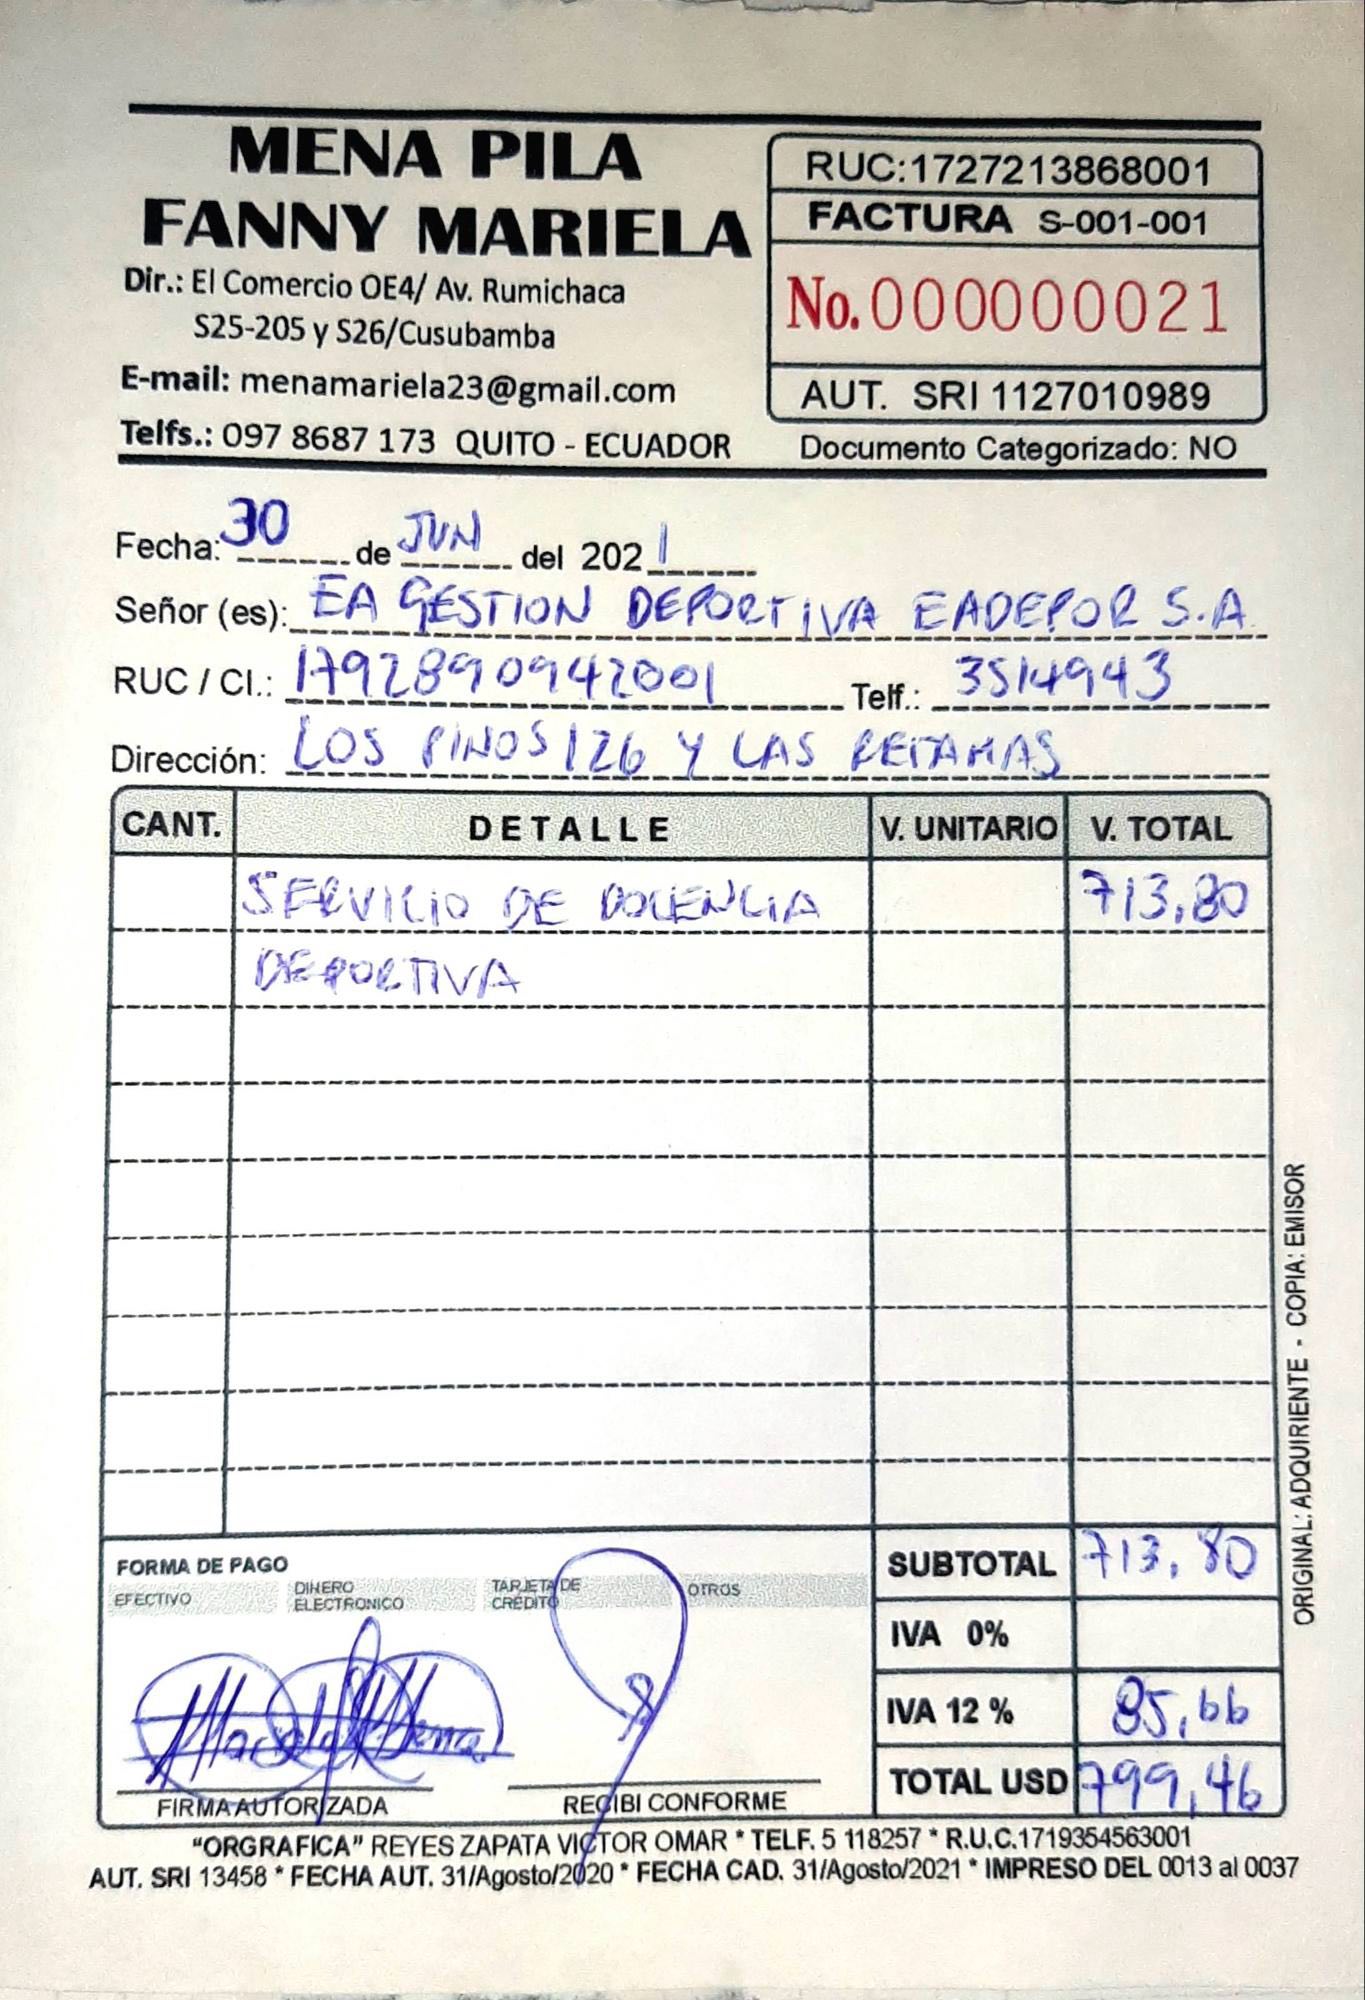 MENA PILA
FANNY MARIELA
Dir.: El Comercio OE4/ Av. Rumichaca
S25-205 y S26/Cusubamba
E-mail: menamariela23@gmail.com
Telfs.: 097 8687 173 QUITO - ECUADOR
RUC:1727213868001
FACTURA S-001-001
No.000000021
AUT. SRI 1127010989
Documento Categorizado: NO
Fecha: 30 de JUN del 2021
Señor (es): EA GESTION DEPORTIVA EADEPOR S.A
RUC / CI.: 1792890942001 Telf.: 3514943
Dirección: LOS PINOS 126 Y LAS RETAMAS
CANT. DETALLE V. UNITARIO V. TOTAL
SERVICIO DE DOCENCIA 713,80
DEPORTIVA
FORMA DE PAGO
EFECTIVO DINERO ELECTRONICO TARJETA DE CREDITO OTROS
SUBTOTAL 713,80
IVA 0%
IVA 12 % 85,66
TOTAL USD 799,46
Mariela Mena
FIRMA AUTORIZADA RECIBI CONFORME
"ORGRAFICA" REYES ZAPATA VICTOR OMAR * TELF. 5 118257 * R.U.C.1719354563001
AUT. SRI 13458 * FECHA AUT. 31/Agosto/2020 * FECHA CAD. 31/Agosto/2021 * IMPRESO DEL 0013 al 0037
ORIGINAL: ADQUIRIENTE - COPIA: EMISOR